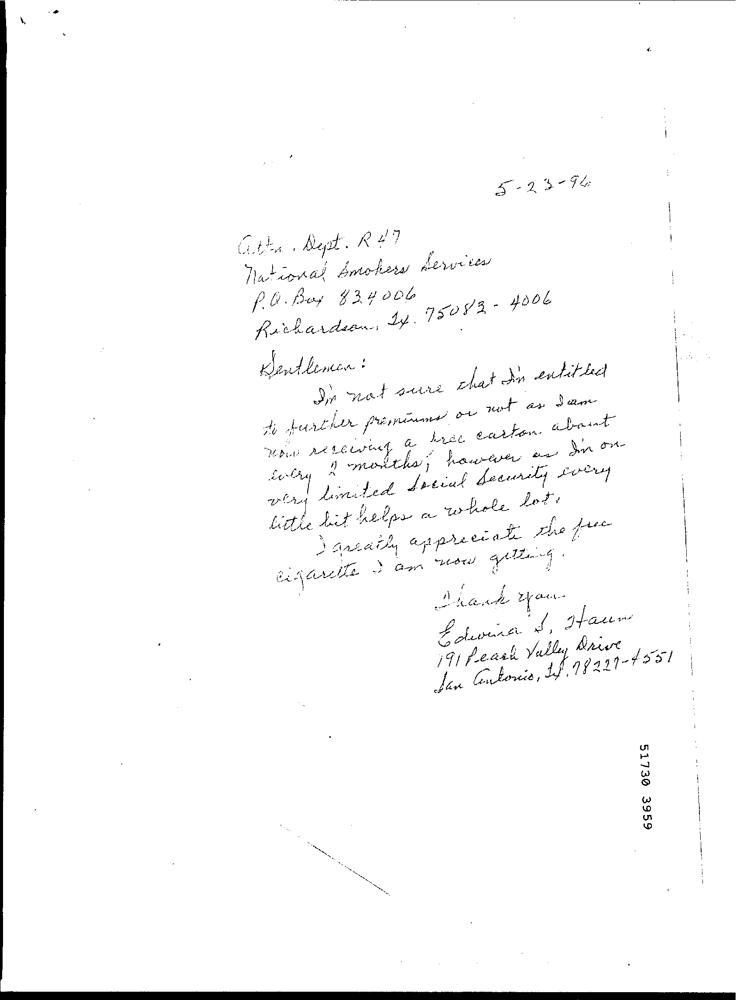 5-23-96
Attn. Dept. R47
National Smokers Services
P.O. Box 834006
Richardson, Tx. 75083-4006
Gentlemen:
I'm not sure that I'm entitled
to further premiums or not as I am
now receiving a free carton about
every 2 months; however as I'm on
very limited Social Security every
little bit helps a whole lot.
I greatly appreciate the free
cigarette I am now getting.
Thank you.
Edwina S. Haun
191 Peach Valley Drive
San Antonio, Tx. 78227-4551
51730 3959